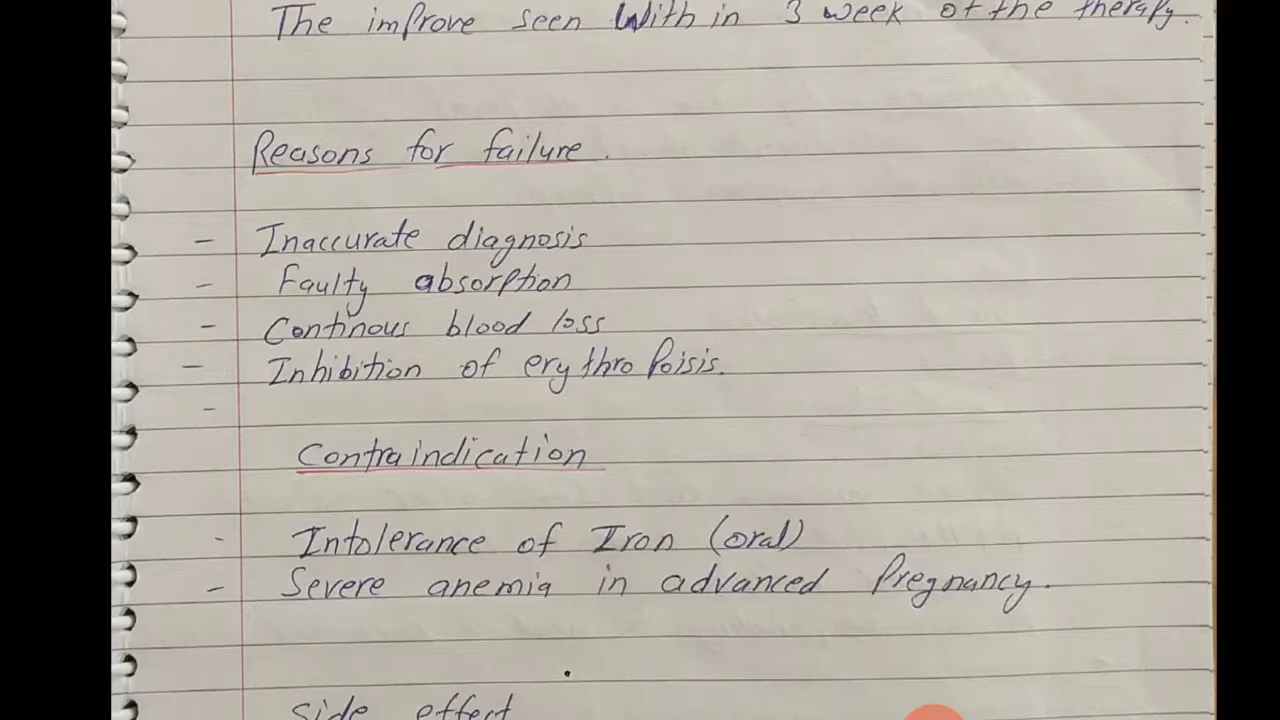 The improve seen With in 3 week of the therapy.
Reasons for failure.
- Inaccurate diagnosis
- Faulty absorption
- Continous blood loss
- Inhibition of erythropoisis.
-
Contraindication
- Intolerance of Iron (oral)
- Severe anemia in advanced Pregnancy.
Side effect